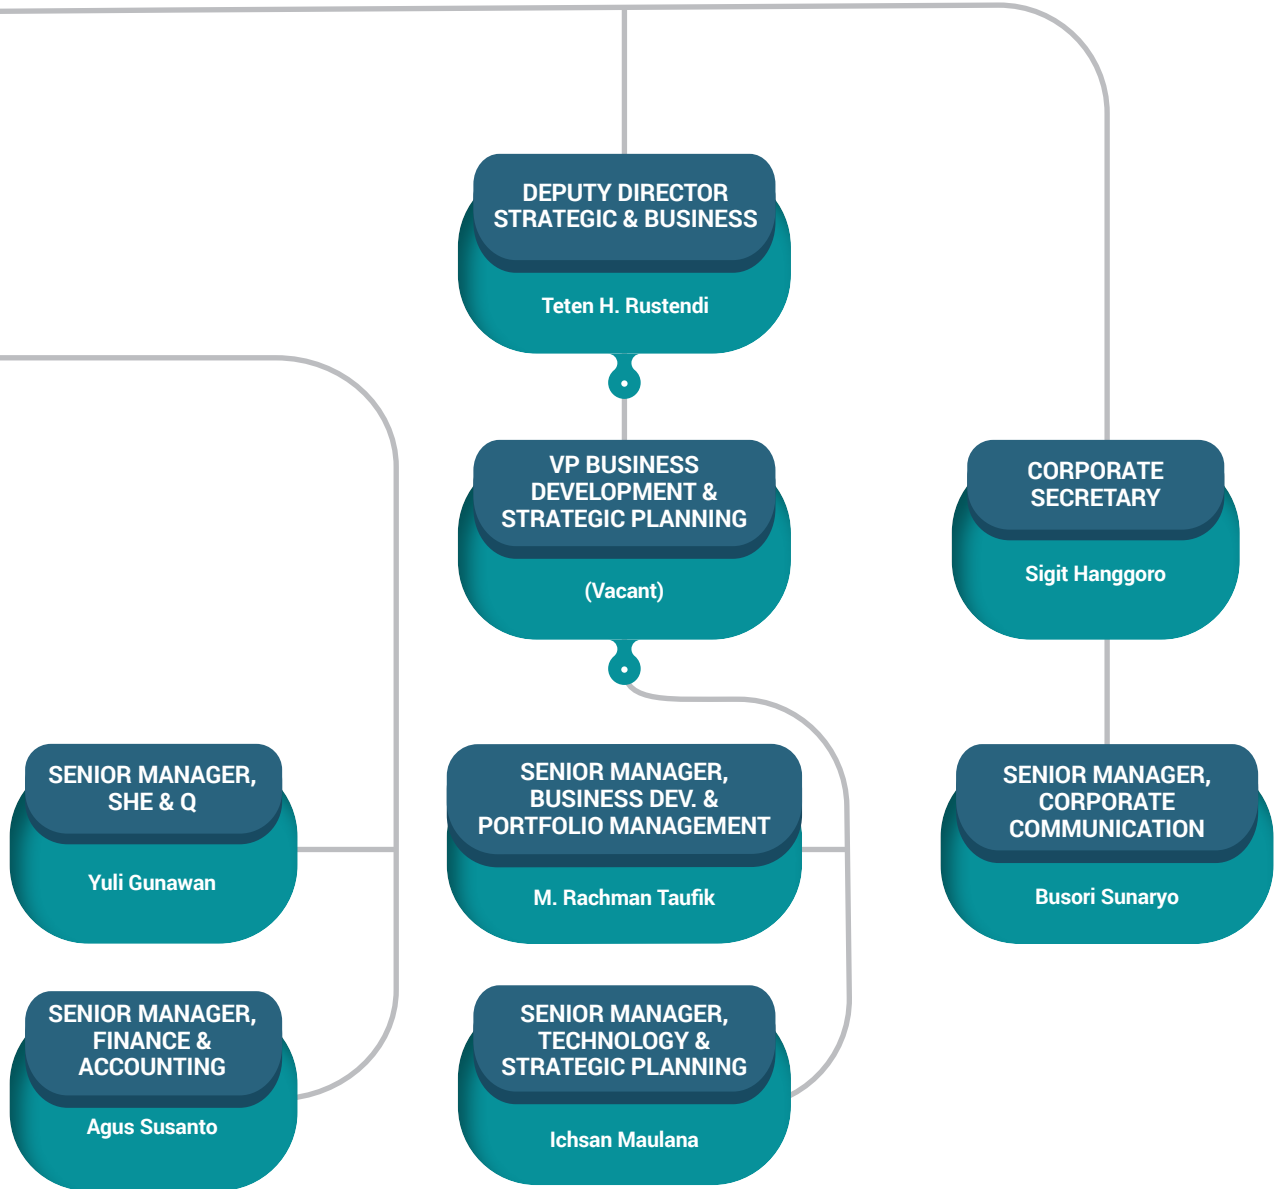 DEPUTY DIRECTOR
STRATEGIC & BUSINESS
Teten H. Rustendi
VP BUSINESS
DEVELOPMENT &
STRATEGIC PLANNING
(Vacant)
CORPORATE
SECRETARY
Sigit Hanggoro
SENIOR MANAGER,
SHE & Q
Yuli Gunawan
SENIOR MANAGER,
BUSINESS DEV. &
PORTFOLIO MANAGEMENT
M. Rachman Taufik
SENIOR MANAGER,
CORPORATE
COMMUNICATION
Busori Sunaryo
SENIOR MANAGER,
FINANCE &
ACCOUNTING
Agus Susanto
SENIOR MANAGER,
TECHNOLOGY &
STRATEGIC PLANNING
Ichsan Maulana